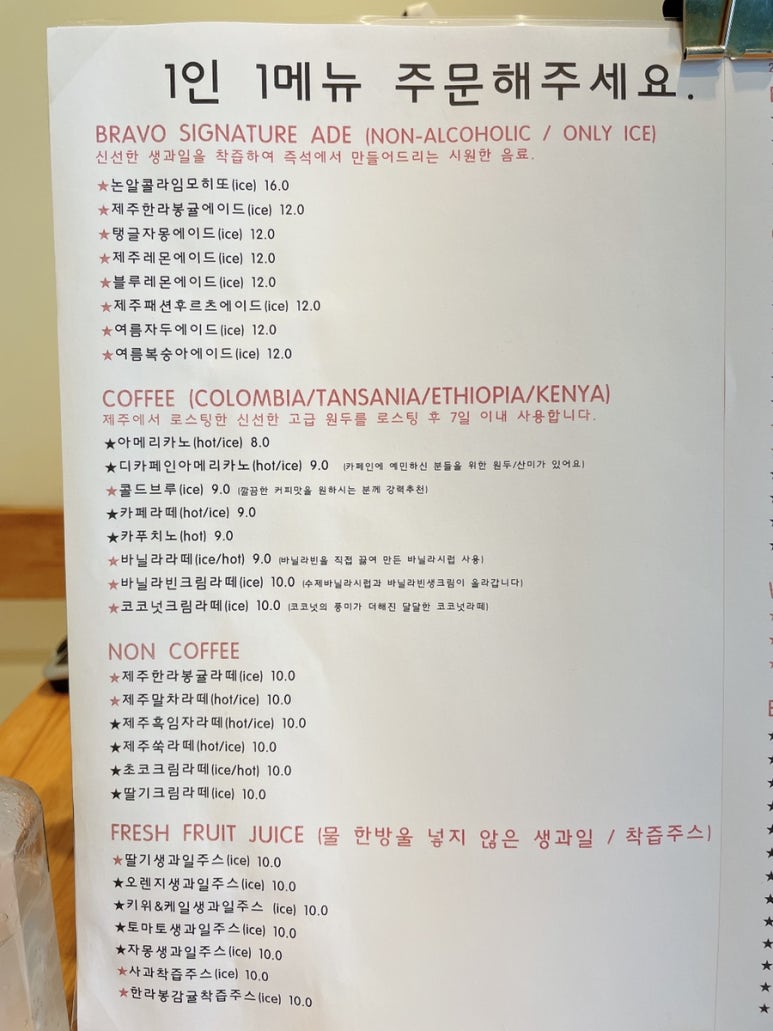 1인 1메뉴 주문해주세요.
BRAVO SIGNATURE ADE (NON-ALCOHOLIC / ONLY ICE)
신선한 생과일을 착즙하여 즉석에서 만들어드리는 시원한 음료.
★논알콜라임모히또(ice) 16.0
★제주한라봉귤에이드(ice) 12.0
★탱글자몽에이드(ice) 12.0
★제주레몬에이드(ice) 12.0
★블루레몬에이드(ice) 12.0
★제주패션후르츠에이드(ice) 12.0
★여름자두에이드(ice) 12.0
★여름복숭아에이드(ice) 12.0
COFFEE (COLOMBIA/TANSANIA/ETHIOPIA/KENYA)
제주에서 로스팅한 신선한 고급 원두를 로스팅 후 7일 이내 사용합니다.
★아메리카노(hot/ice) 8.0
★디카페인아메리카노(hot/ice) 9.0 (카페인에 예민하신 분들을 위한 원두/산미가 있어요)
★콜드브루(ice) 9.0 (깔끔한 커피맛을 원하시는 분께 강력추천)
★카페라떼(hot/ice) 9.0
★카푸치노(hot) 9.0
★바닐라라떼(ice/hot) 9.0 (바닐라빈을 직접 끓여 만든 바닐라시럽 사용)
★바닐라빈크림라떼(ice) 10.0 (수제바닐라시럽과 바닐라빈생크림이 올라갑니다)
★코코넛크림라떼(ice) 10.0 (코코넛의 풍미가 더해진 달달한 코코넛라떼)
NON COFFEE
★제주한라봉귤라떼(ice) 10.0
★제주말차라떼(hot/ice) 10.0
★제주흑임자라떼(hot/ice) 10.0
★제주쑥라떼(hot/ice) 10.0
★초코크림라떼(ice/hot) 10.0
★딸기크림라떼(ice) 10.0
FRESH FRUIT JUICE (물 한방울 넣지 않은 생과일 / 착즙주스)
★딸기생과일주스(ice) 10.0
★오렌지생과일주스(ice) 10.0
★키위&케일생과일주스 (ice) 10.0
★토마토생과일주스(ice) 10.0
★자몽생과일주스(ice) 10.0
★사과착즙주스(ice) 10.0
★한라봉감귤착즙주스(ice) 10.0